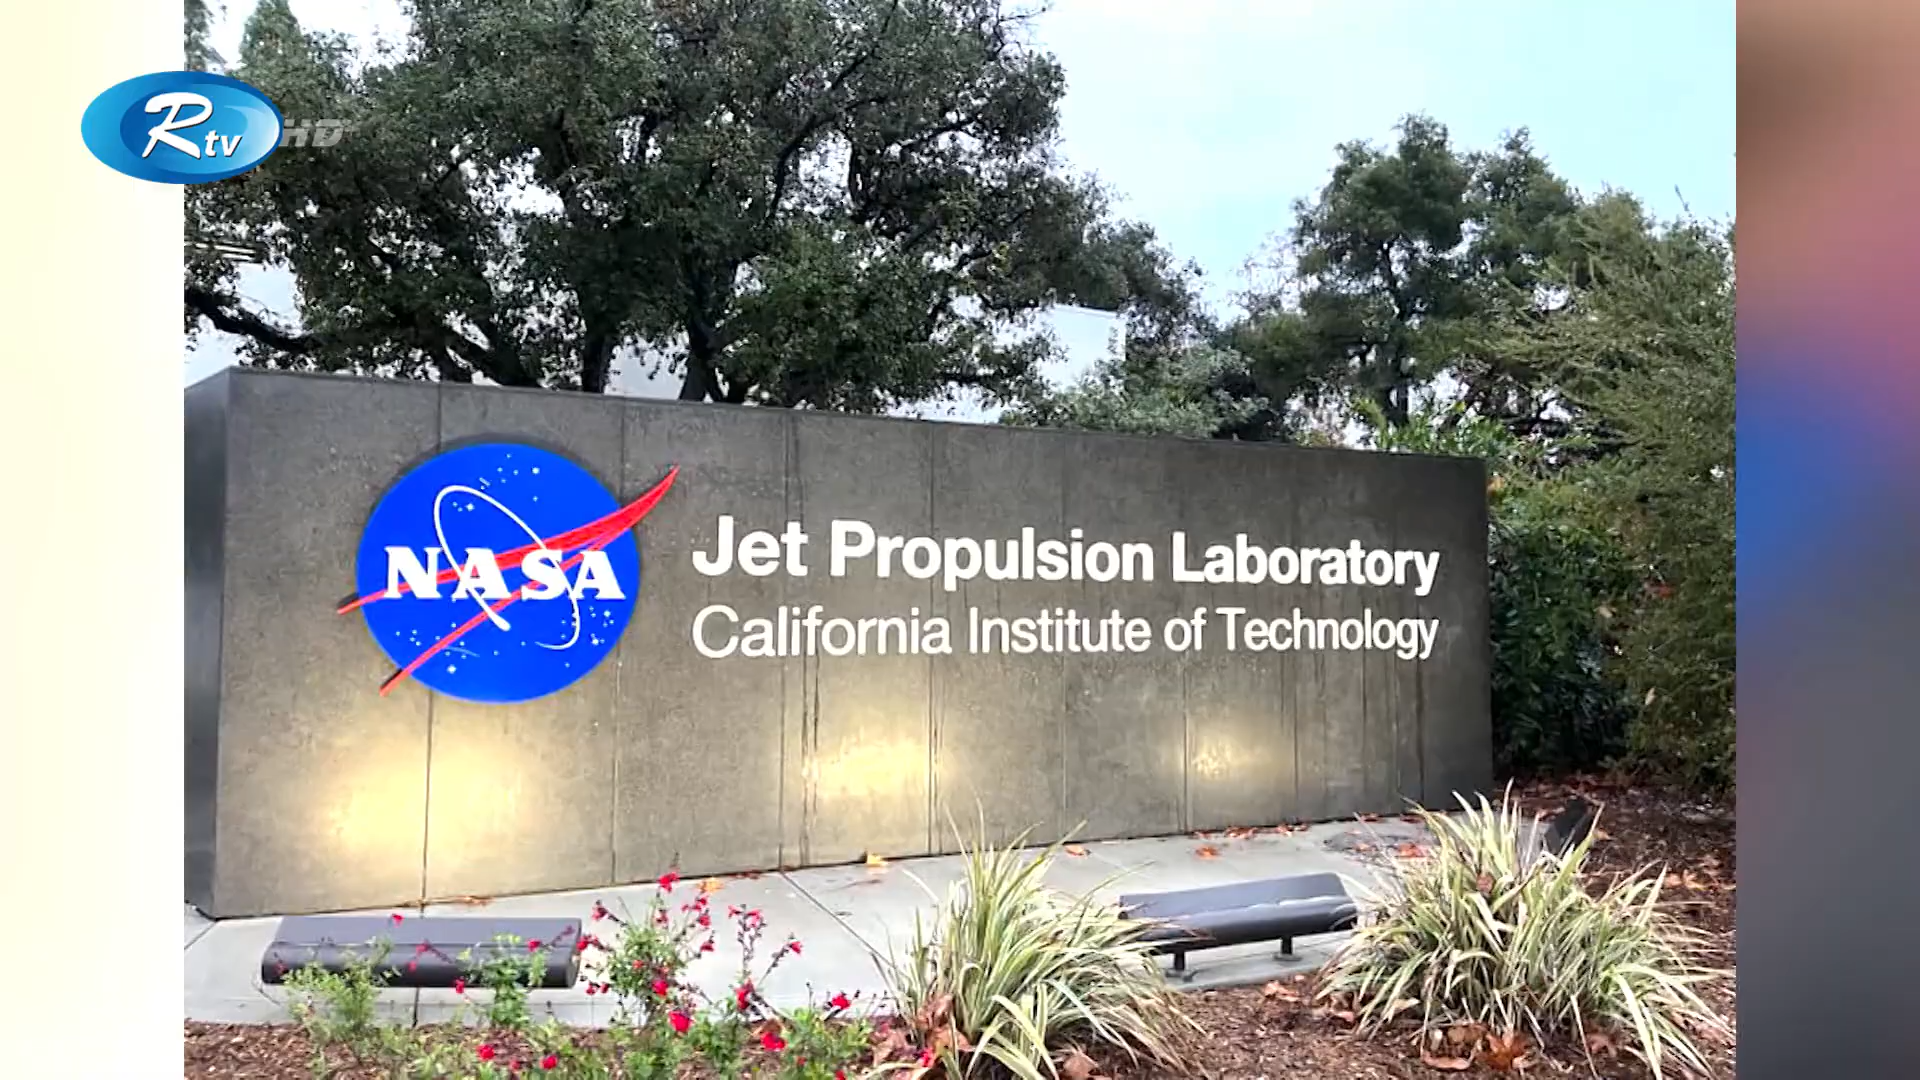 Rtv HD
NASA
Jet Propulsion Laboratory
California Institute of Technology